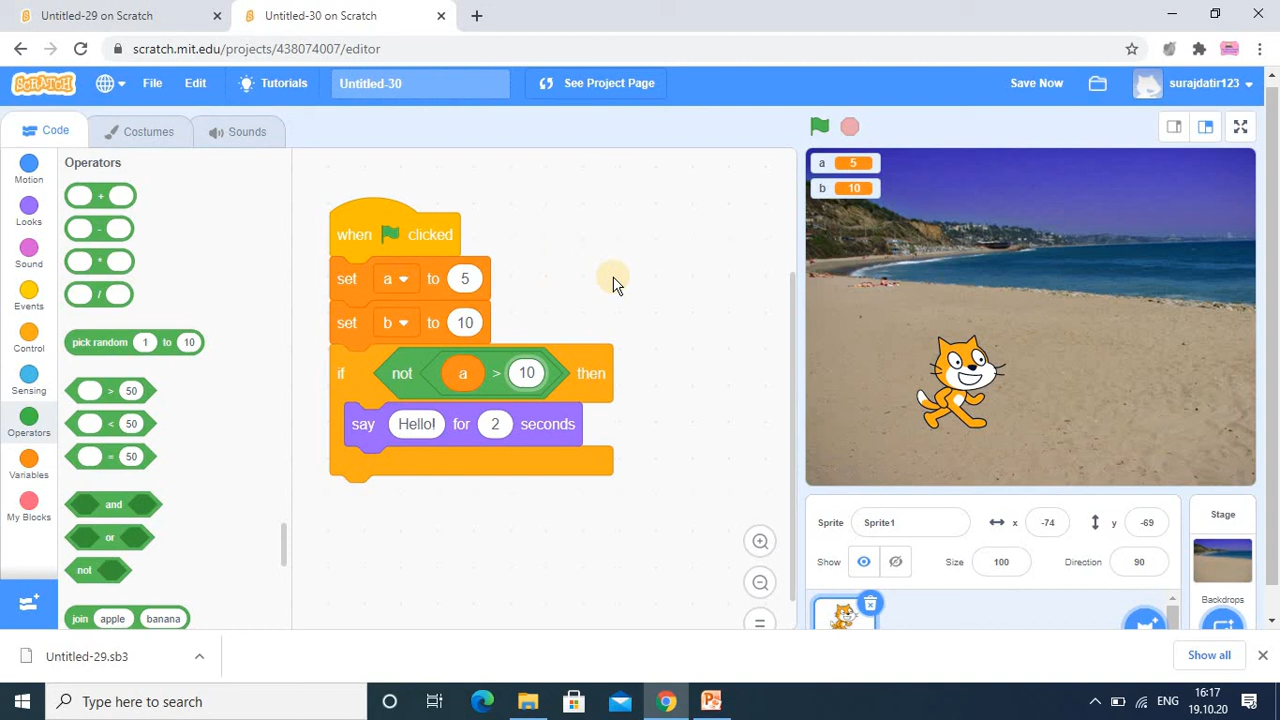 Untitled-29 on Scratch
Untitled-30 on Scratch
scratch.mit.edu/projects/438074007/editor
SCRATCH
File
Edit
Tutorials
Untitled-30
See Project Page
Save Now
surajdatir123
Code
Costumes
Sounds
Motion
Looks
Sound
Events
Control
Sensing
Operators
Variables
My Blocks
Operators
+
-
*
/
pick random 1 to 10
> 50
< 50
= 50
and
or
not
join apple banana
when clicked
set a to 5
set b to 10
if not a > 10 then
say Hello! for 2 seconds
a 5
b 10
Sprite Sprite1 x -74 y -69
Show Size 100 Direction 90
Stage
Backdrops
Untitled-29.sb3
Show all
Type here to search
ENG
16:17
19.10.20